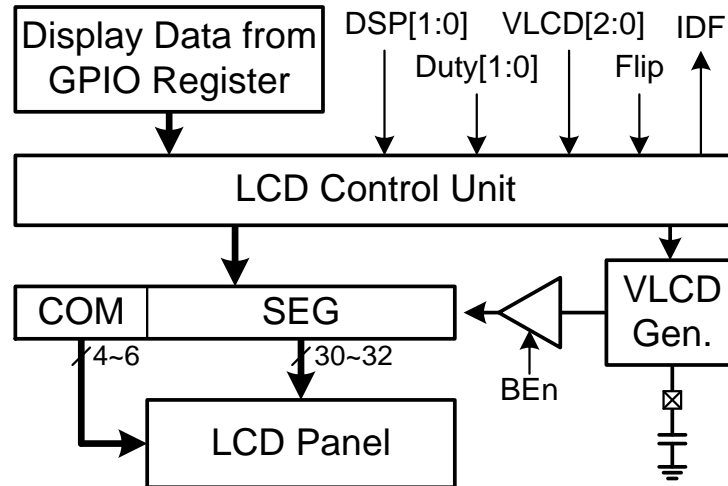 Display Data from
GPIO Register
DSP[1:0]
VLCD[2:0]
IDF
Duty[1:0]
Flip
LCD Control Unit
COM
SEG
VLCD
Gen.
4~6
30~32
BEn
LCD Panel